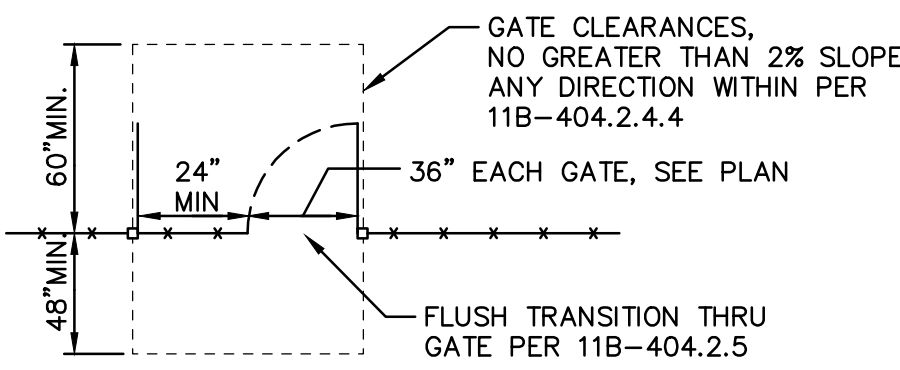 GATE CLEARANCES,
NO GREATER THAN 2% SLOPE
ANY DIRECTION WITHIN PER
11B-404.2.4.4
60"MIN.
24"
MIN
36" EACH GATE, SEE PLAN
48"MIN.
FLUSH TRANSITION THRU
GATE PER 11B-404.2.5